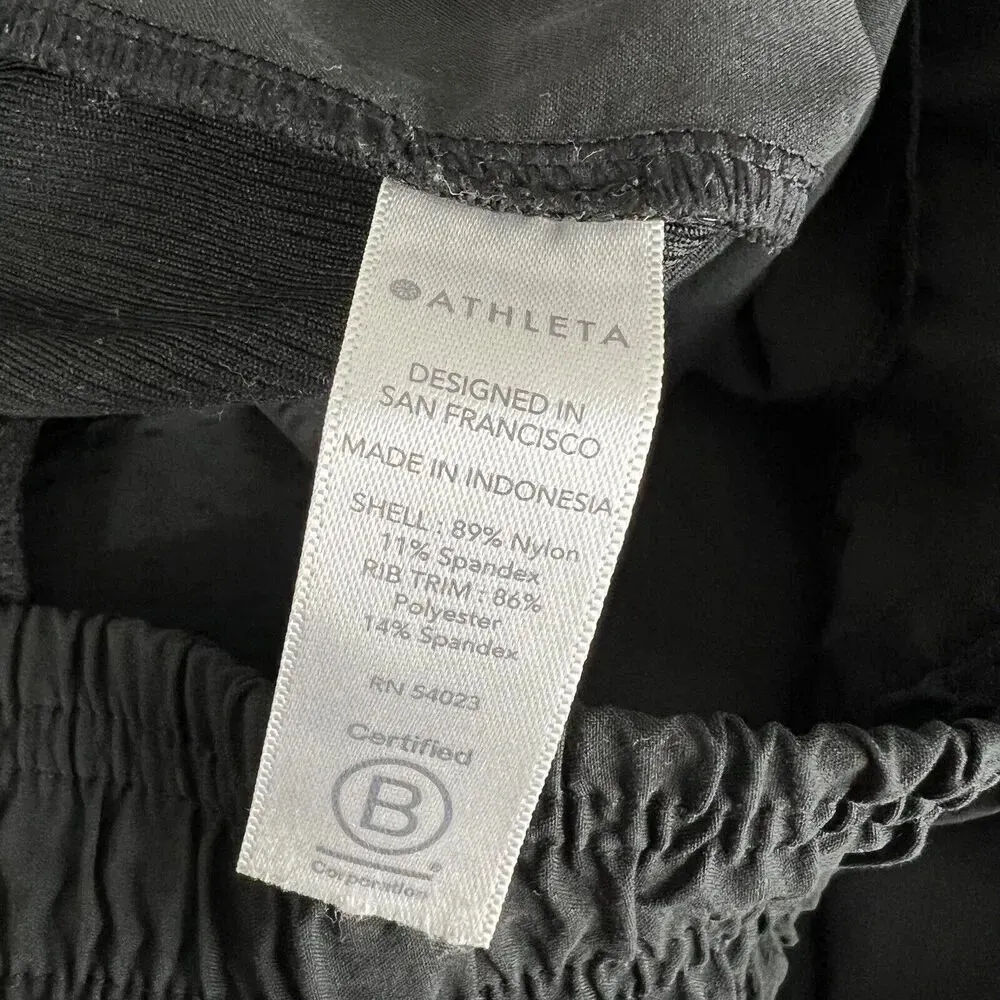 ATHLETA
DESIGNED IN
SAN FRANCISCO
MADE IN INDONESIA
SHELL : 89% Nylon
11% Spandex
RIB TRIM : 86%
Polyester
14% Spandex
RN 54023
Certified
B
®
Corporation